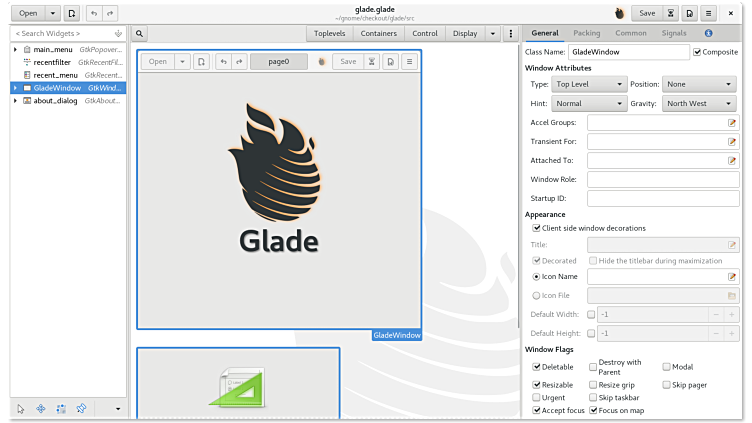 glade.glade
~/gnome/checkout/glade/src
Open
Save
< Search Widgets >
Toplevels Containers Control Display
General Packing Common Signals
main_menu GtkPopover...
recentfilter GtkRecentFil...
recent_menu GtkRecent...
GladeWindow GtkWind...
about_dialog GtkAbout...
Open page0 Save
Glade
GladeWindow
Class Name: GladeWindow Composite
Window Attributes
Type: Top Level Position: None
Hint: Normal Gravity: North West
Accel Groups:
Transient For:
Attached To:
Window Role:
Startup ID:
Appearance
Client side window decorations
Title:
Decorated Hide the titlebar during maximization
Icon Name
Icon File
Default Width: -1
Default Height: -1
Window Flags
Deletable Destroy with Parent Modal
Resizable Resize grip Skip pager
Urgent Skip taskbar
Accept focus Focus on map